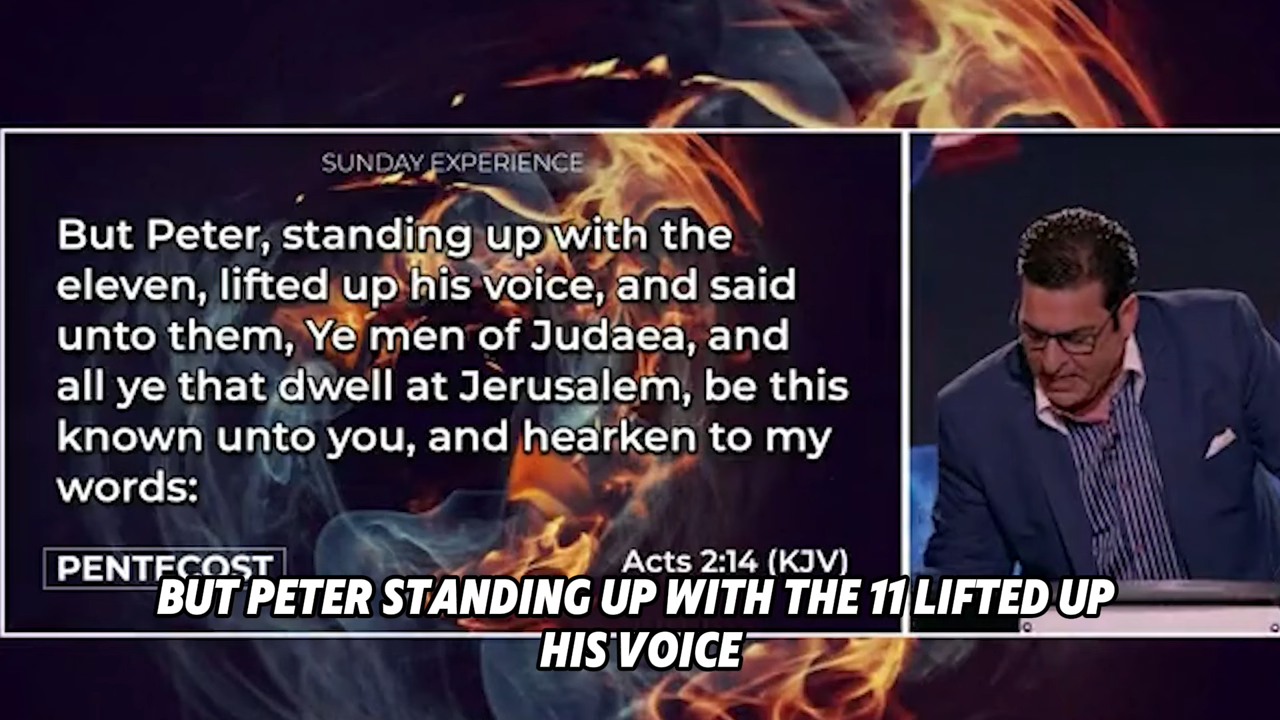 SUNDAY EXPERIENCE
But Peter, standing up with the
eleven, lifted up his voice, and said
unto them, Ye men of Judaea, and
all ye that dwell at Jerusalem, be this
known unto you, and hearken to my
words:
PENTECOST
Acts 2:14 (KJV)
BUT PETER STANDING UP WITH THE 11 LIFTED UP
HIS VOICE